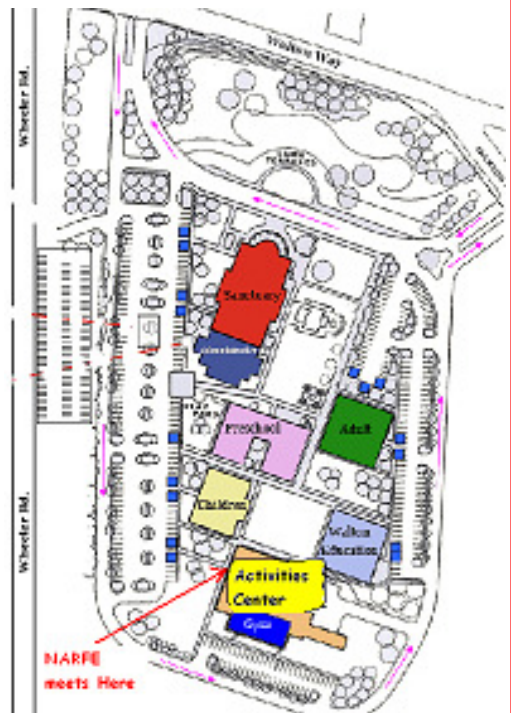 Walton Way
Wheeler Rd.
Sanctuary
Preschool
Adult
Children
Walton
Education
Activities
Center
Gym
Wheeler Rd.
NARFE
meets Here